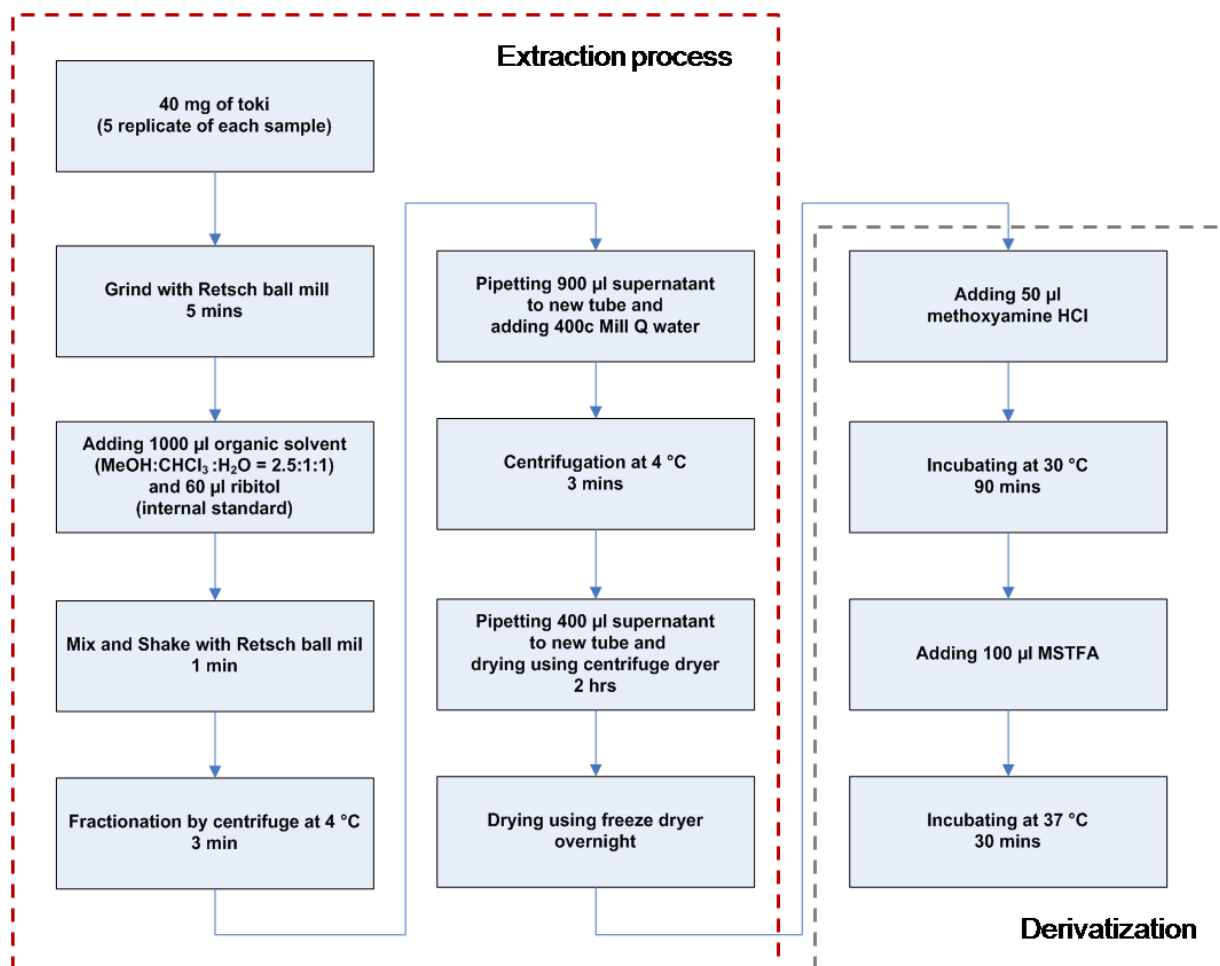 Extraction process
40 mg of toki
(5 replicate of each sample)
Grind with Retsch ball mill
5 mins
Adding 1000 µl organic solvent
(MeOH:CHCl₃ :H₂O = 2.5:1:1)
and 60 µl ribitol
(internal standard)
Mix and Shake with Retsch ball mil
1 min
Fractionation by centrifuge at 4 °C
3 min
Pipetting 900 µl supernatant
to new tube and
adding 400c Mill Q water
Centrifugation at 4 °C
3 mins
Pipetting 400 µl supernatant
to new tube and
drying using centrifuge dryer
2 hrs
Drying using freeze dryer
overnight
Adding 50 µl
methoxyamine HCl
Incubating at 30 °C
90 mins
Adding 100 µl MSTFA
Incubating at 37 °C
30 mins
Derivatization